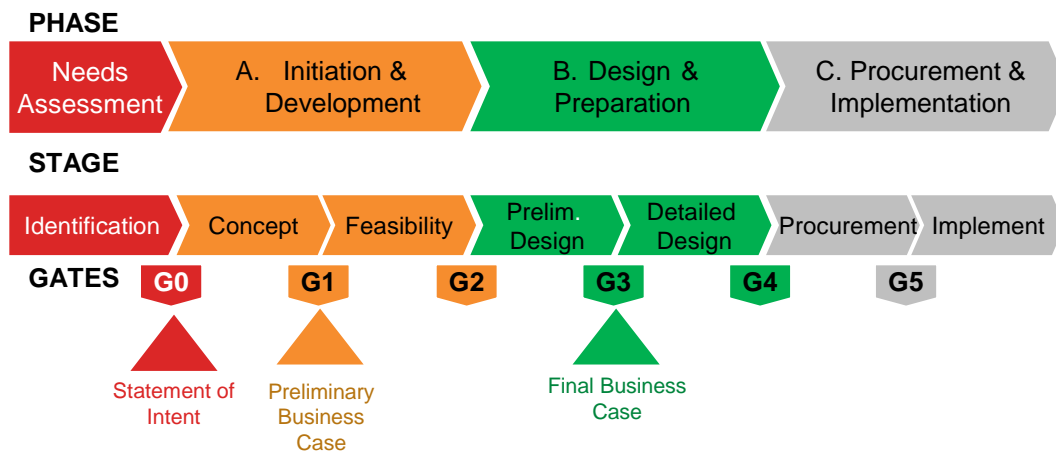 PHASE
Needs
Assessment
A. Initiation &
Development
B. Design &
Preparation
C. Procurement &
Implementation
STAGE
Identification
Concept
Feasibility
Prelim.
Design
Detailed
Design
Procurement
Implement
GATES
G0
G1
G2
G3
G4
G5
Statement of
Intent
Preliminary
Business
Case
Final Business
Case